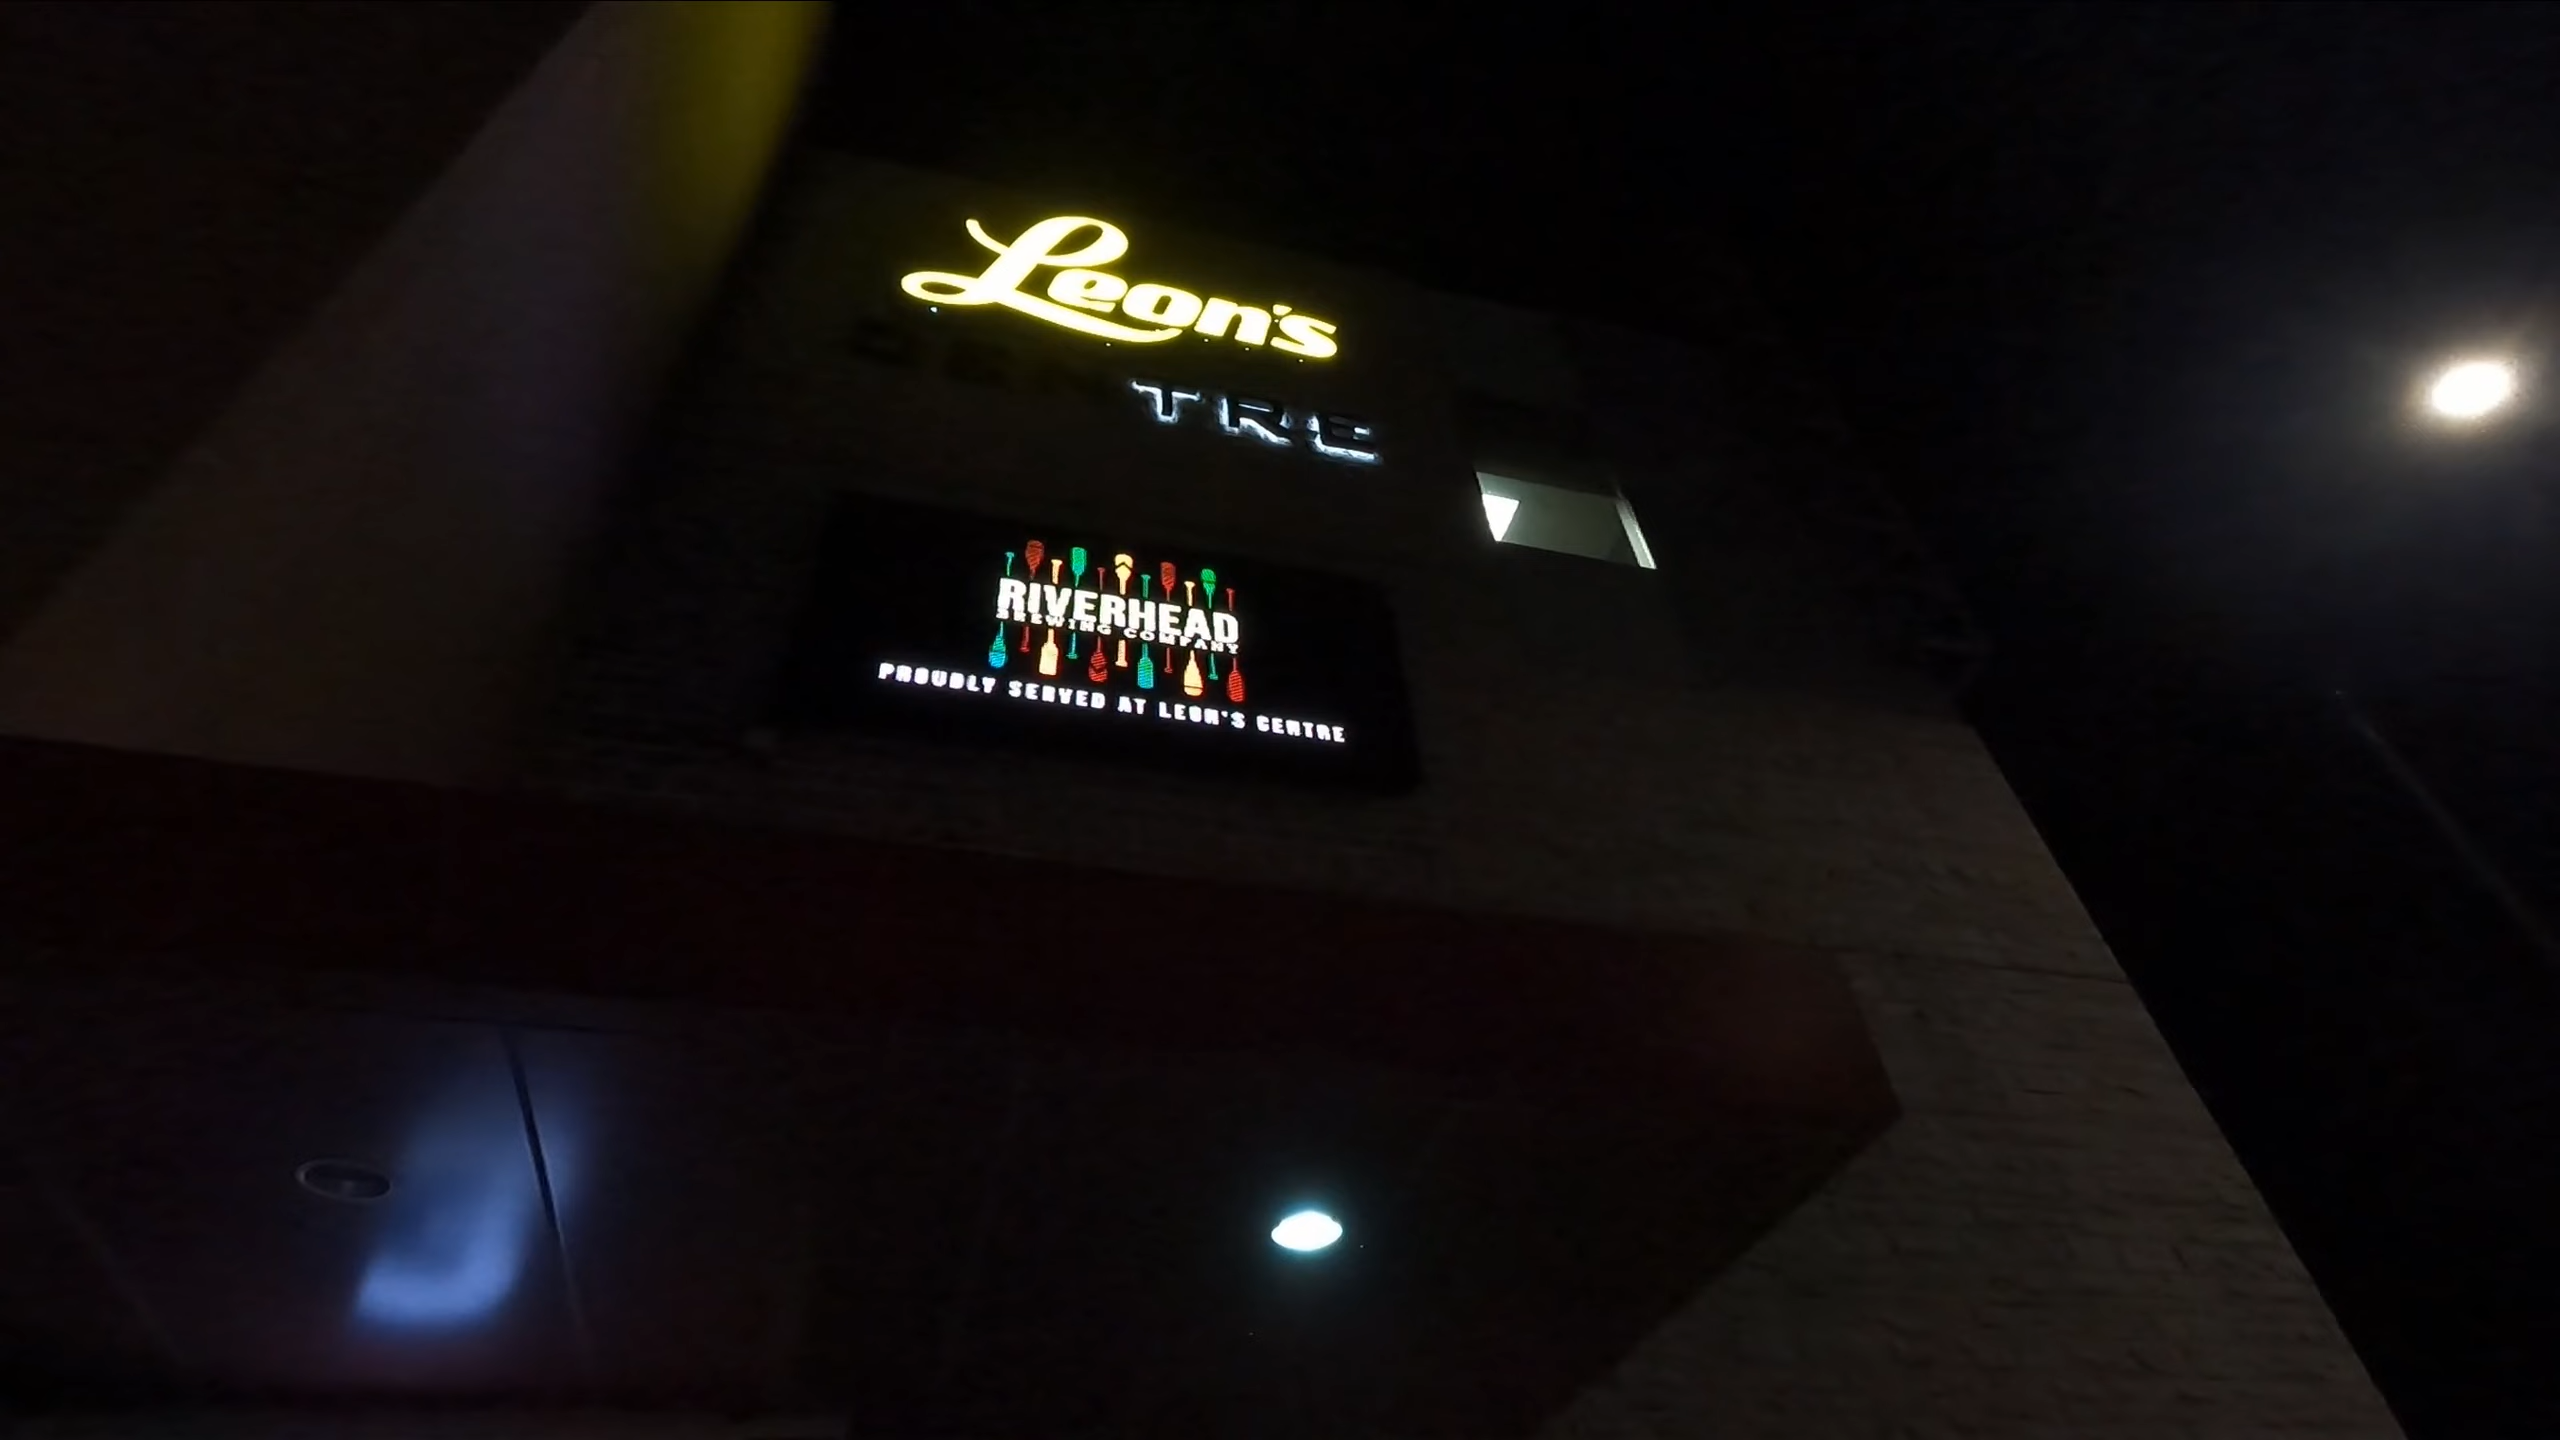 Leon's
TRE
RIVERHEAD
BREWING COMPANY
PROUDLY SERVED AT LEON'S CENTRE